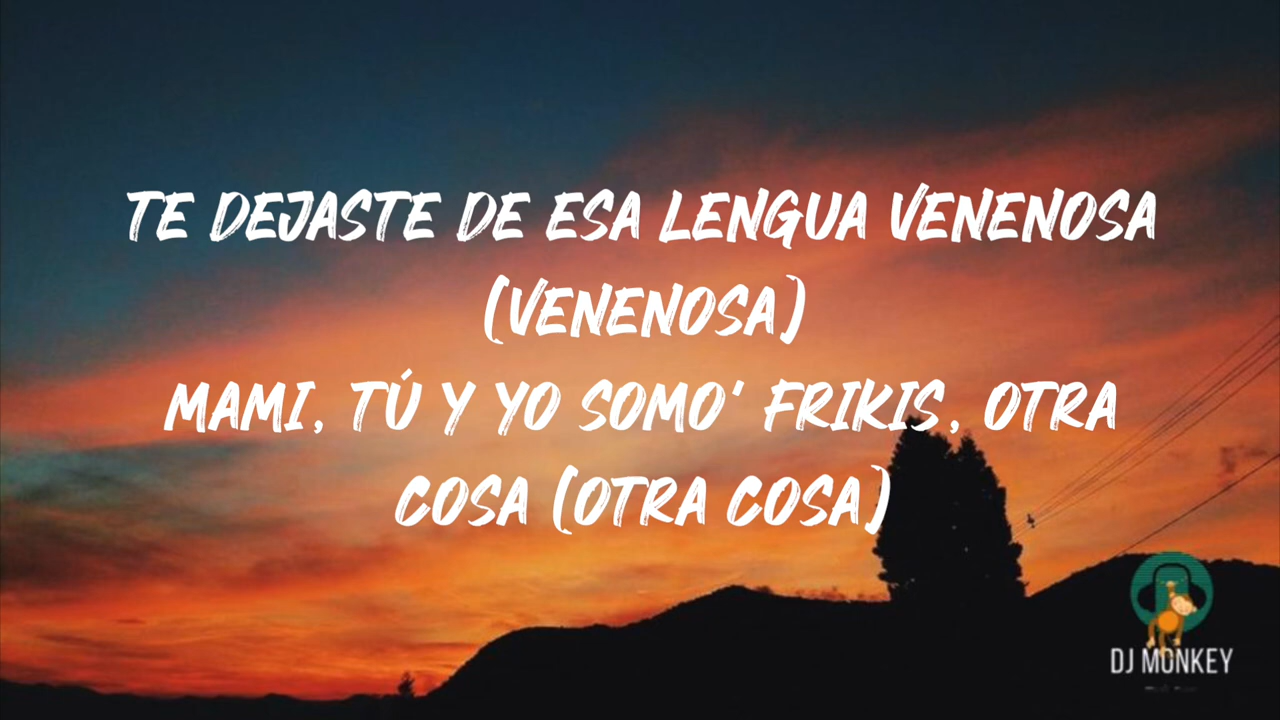 TE DEJASTE DE ESA LENGUA VENENOSA
(VENENOSA)
MAMI, TÚ Y YO SOMO' FRIKIS, OTRA
COSA (OTRA COSA)
DJ MONKEY